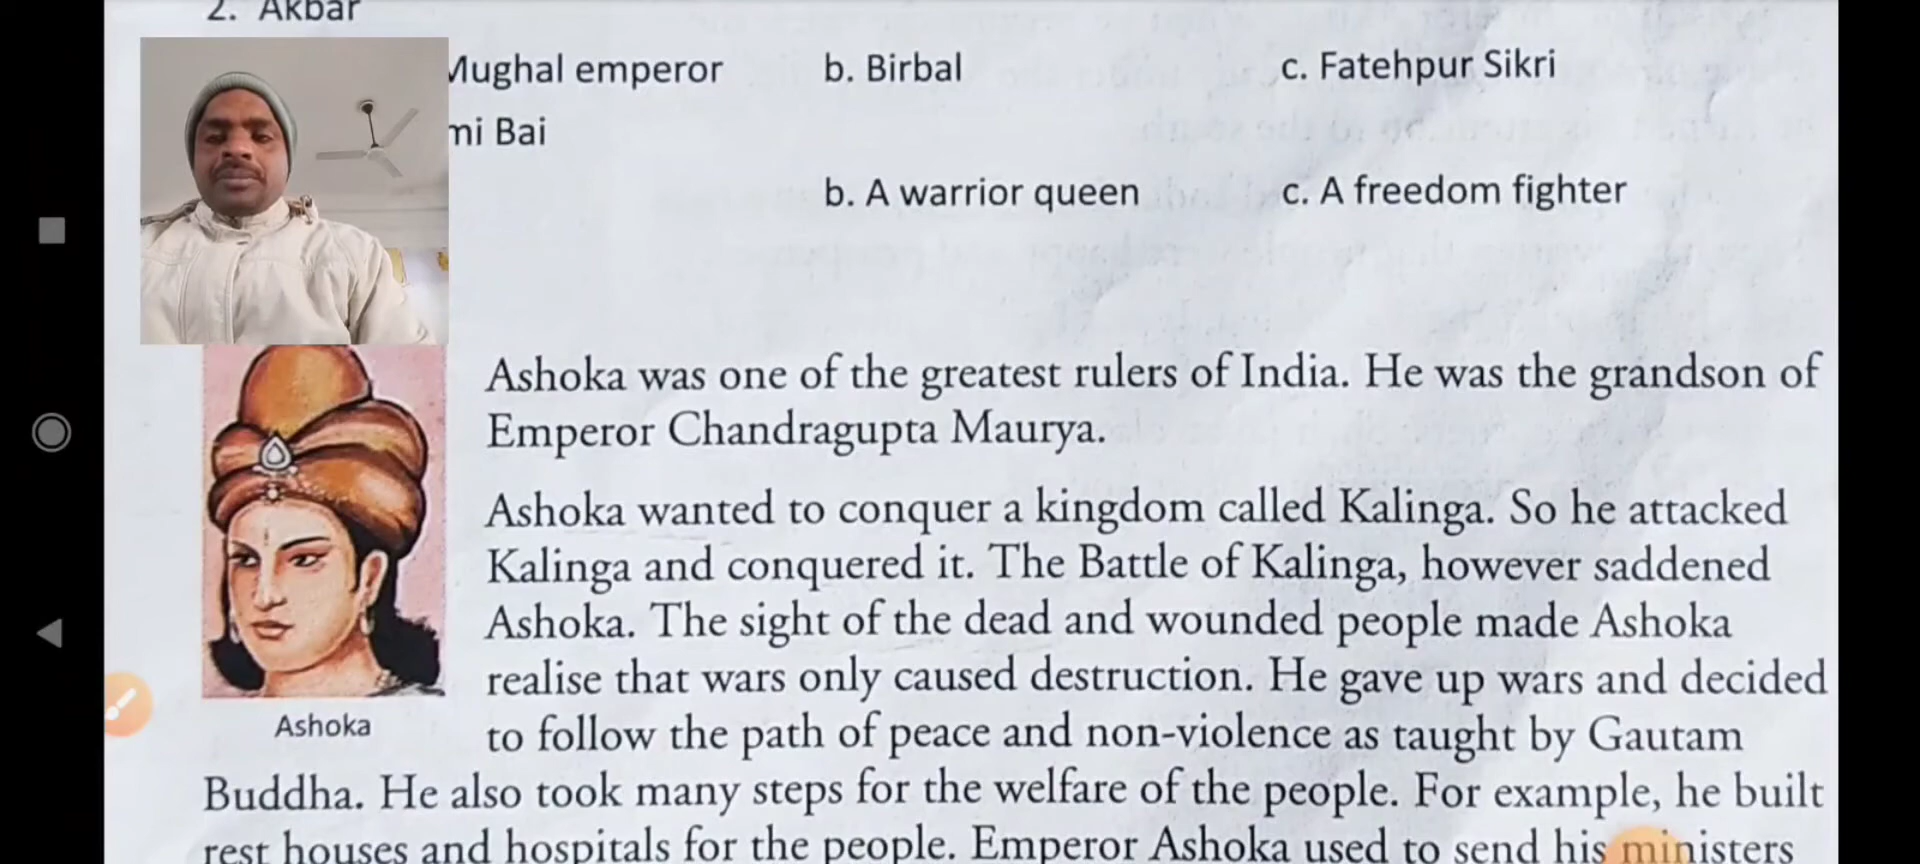 2. Akbar
Mughal emperor b. Birbal c. Fatehpur Sikri
mi Bai
b. A warrior queen c. A freedom fighter
Ashoka was one of the greatest rulers of India. He was the grandson of
Emperor Chandragupta Maurya.
Ashoka wanted to conquer a kingdom called Kalinga. So he attacked
Kalinga and conquered it. The Battle of Kalinga, however saddened
Ashoka. The sight of the dead and wounded people made Ashoka
realise that wars only caused destruction. He gave up wars and decided
to follow the path of peace and non-violence as taught by Gautam
Ashoka
Buddha. He also took many steps for the welfare of the people. For example, he built
rest houses and hospitals for the people. Emperor Ashoka used to send his ministers